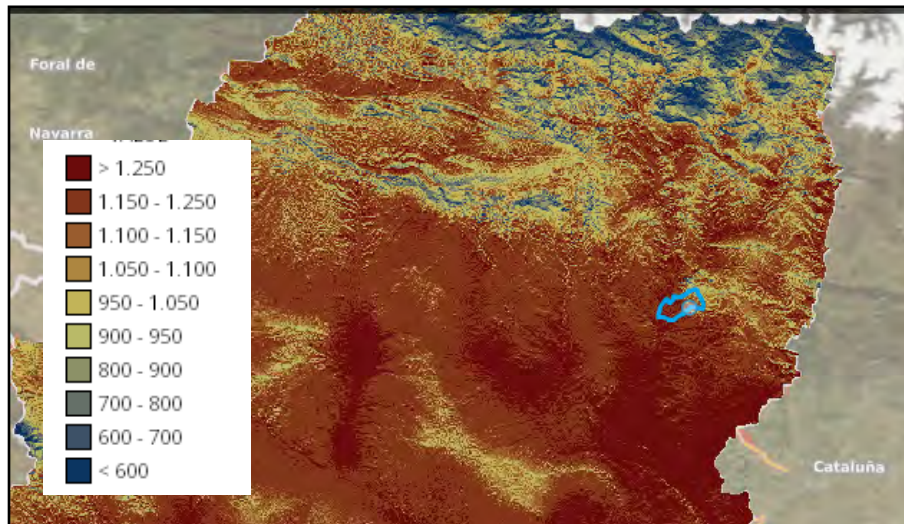 Foral de
Navarra
> 1.250
1.150 - 1.250
1.100 - 1.150
1.050 - 1.100
950 - 1.050
900 - 950
800 - 900
700 - 800
600 - 700
< 600
Cataluña